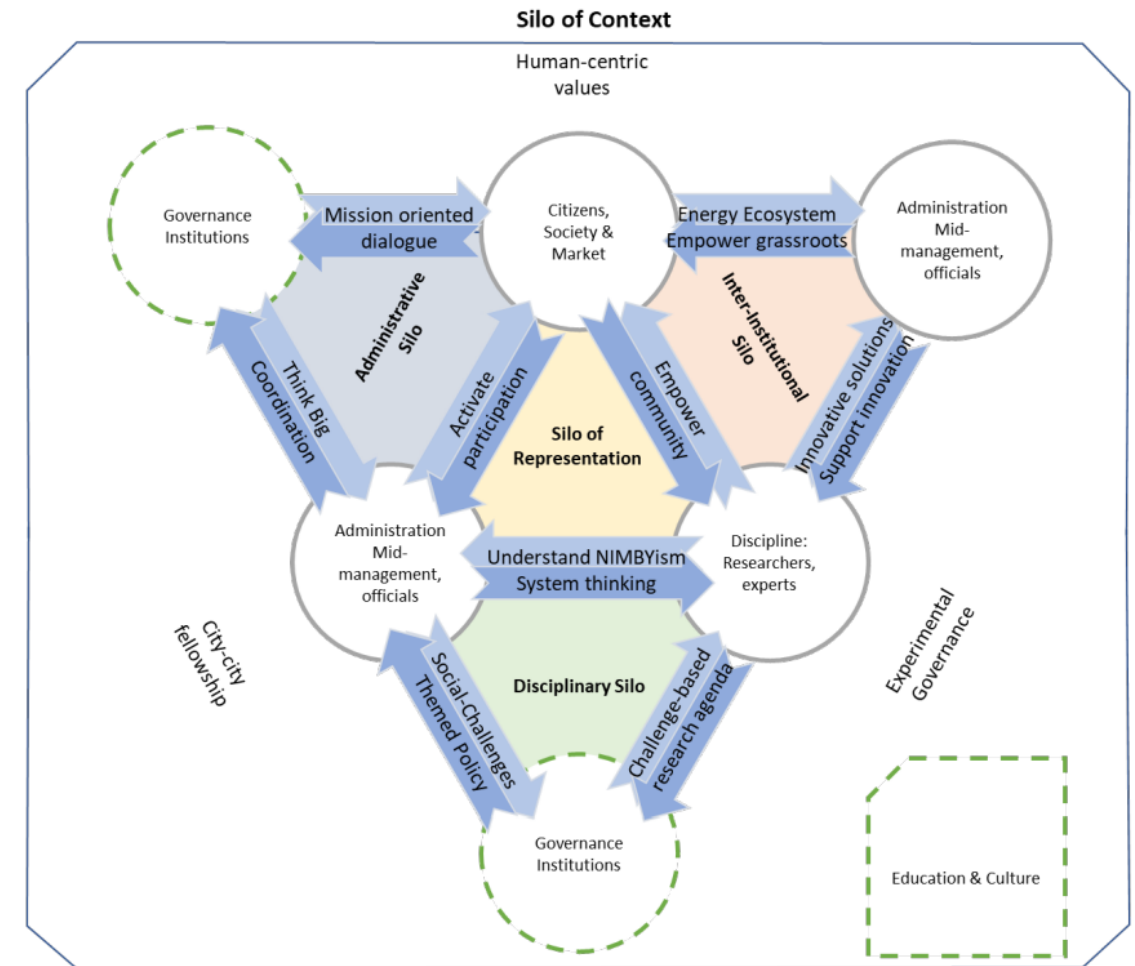 Silo of Context
Human-centric
values
Governance
Institutions
Mission oriented
dialogue
Citizens,
Society &
Market
Energy Ecosystem
Empower grassroots
Administration
Mid-
management,
officials
Administrative
Silo
Inter-Institutional
Silo
Think Big
Coordination
Activate
participation
Silo of
Representation
Empower
community
Innovative solutions
Support innovation
Administration
Mid-
management,
officials
Understand NIMBYism
System thinking
Discipline:
Researchers,
experts
City-city
fellowship
Social-Challenges
Themed Policy
Disciplinary Silo
Challenge-based
research agenda
Experimental
Governance
Governance
Institutions
Education & Culture